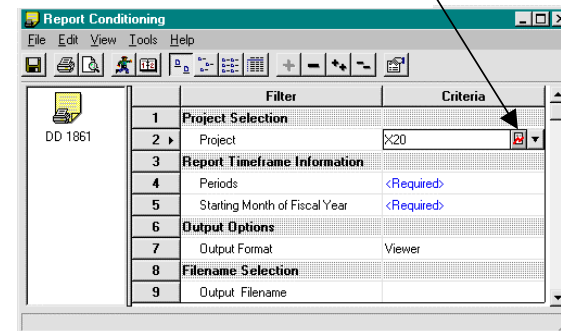 Report Conditioning
File Edit View Tools Help
DD 1861
Filter Criteria
1 Project Selection
2 Project X20
3 Report Timeframe Information
4 Periods <Required>
5 Starting Month of Fiscal Year <Required>
6 Output Options
7 Output Format Viewer
8 Filename Selection
9 Output Filename